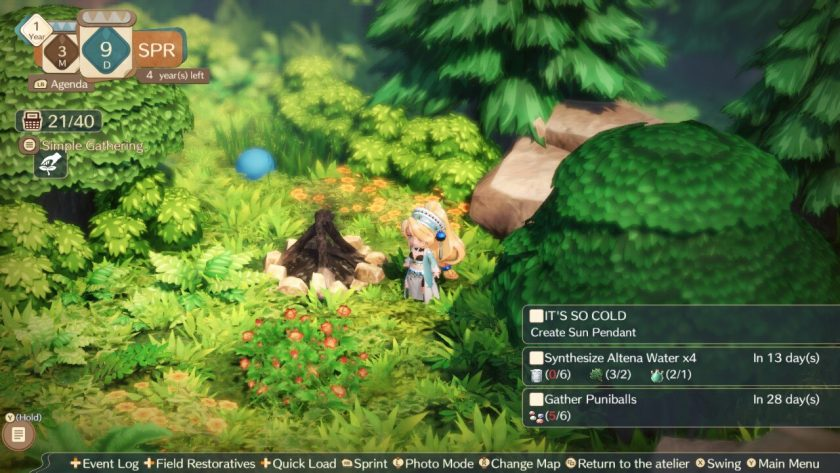 1
Year
3
M
9
D
SPR
4 year(s) left
Agenda
21/40
Simple Gathering
IT'S SO COLD
Create Sun Pendant
Synthesize Altena Water x4 In 13 day(s)
(0/6) (3/2) (2/1)
Gather Puniballs In 28 day(s)
(5/6)
Y (Hold)
Event Log Field Restoratives Quick Load Sprint Photo Mode Change Map Return to the atelier X Swing Y Main Menu